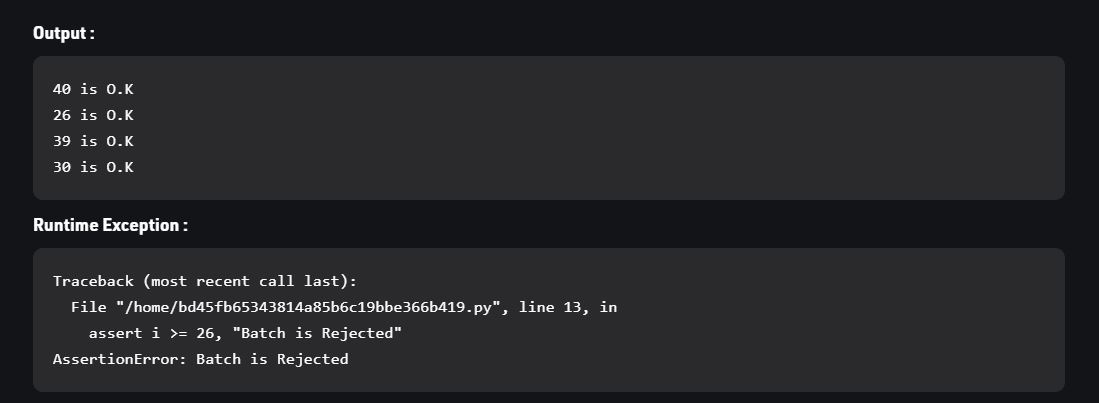 Output :
40 is O.K
26 is O.K
39 is O.K
30 is O.K
Runtime Exception :
Traceback (most recent call last):
  File "/home/bd45fb65343814a85b6c19bbe366b419.py", line 13, in
    assert i >= 26, "Batch is Rejected"
AssertionError: Batch is Rejected